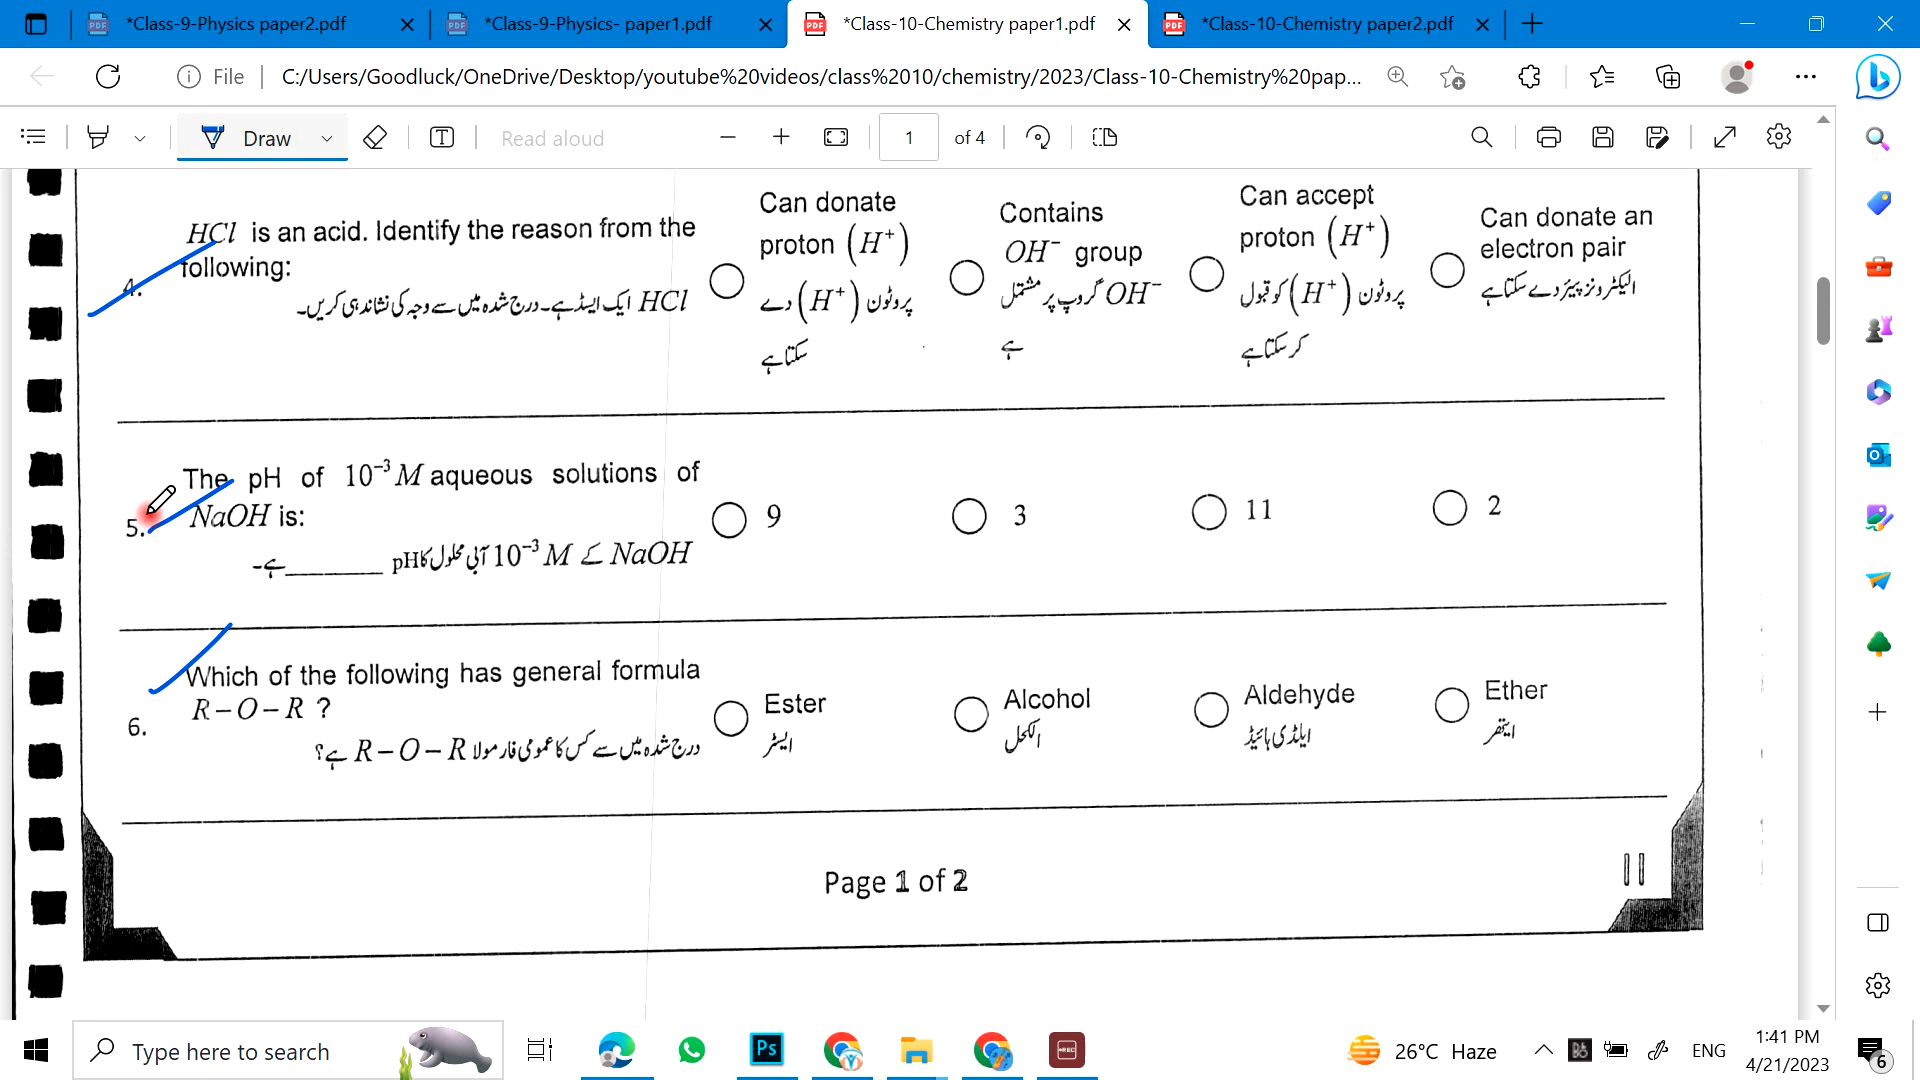 *Class-9-Physics paper2.pdf
*Class-9-Physics- paper1.pdf
*Class-10-Chemistry paper1.pdf
*Class-10-Chemistry paper2.pdf
File
C:/Users/Goodluck/OneDrive/Desktop/youtube%20videos/class%2010/chemistry/2023/Class-10-Chemistry%20pap...
Draw
Read aloud
1 of 4
4.
HCl is an acid. Identify the reason from the
following:
HCl ایک ایسڈ ہے۔ درج شدہ میں سے وجہ کی نشاندہی کریں۔
Can donate
proton (H⁺)
پروٹون (H⁺) دے
سکتا ہے
Contains
OH⁻ group
OH⁻ گروپ پر مشتمل
ہے
Can accept
proton (H⁺)
پروٹون (H⁺) کو قبول
کر سکتا ہے
Can donate an
electron pair
الیکٹرونز پیئر دے سکتا ہے
5.
The pH of 10⁻³ M aqueous solutions of
NaOH is:
NaOH کے 10⁻³ M آبی محلول کا pH ______ ہے۔
9
3
11
2
6.
Which of the following has general formula
R – O – R ?
درج شدہ میں سے کس کا عمومی فارمولا R – O – R ہے؟
Ester
ایسٹر
Alcohol
الکحل
Aldehyde
ایلڈی ہائیڈ
Ether
ایتھر
Page 1 of 2
Type here to search
Ps
REC
26°C Haze
ENG
1:41 PM
4/21/2023
6